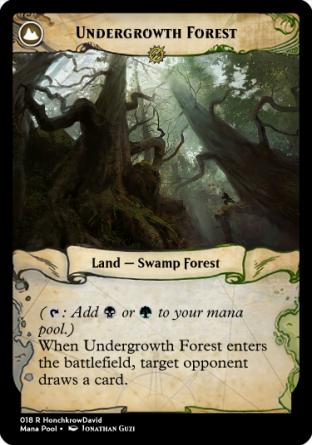 Undergrowth Forest
Land — Swamp Forest
( : Add or to your mana
pool.)
When Undergrowth Forest enters
the battlefield, target opponent
draws a card.
018 R HonchkrowDavid
Mana Pool • Jonathan Guzi